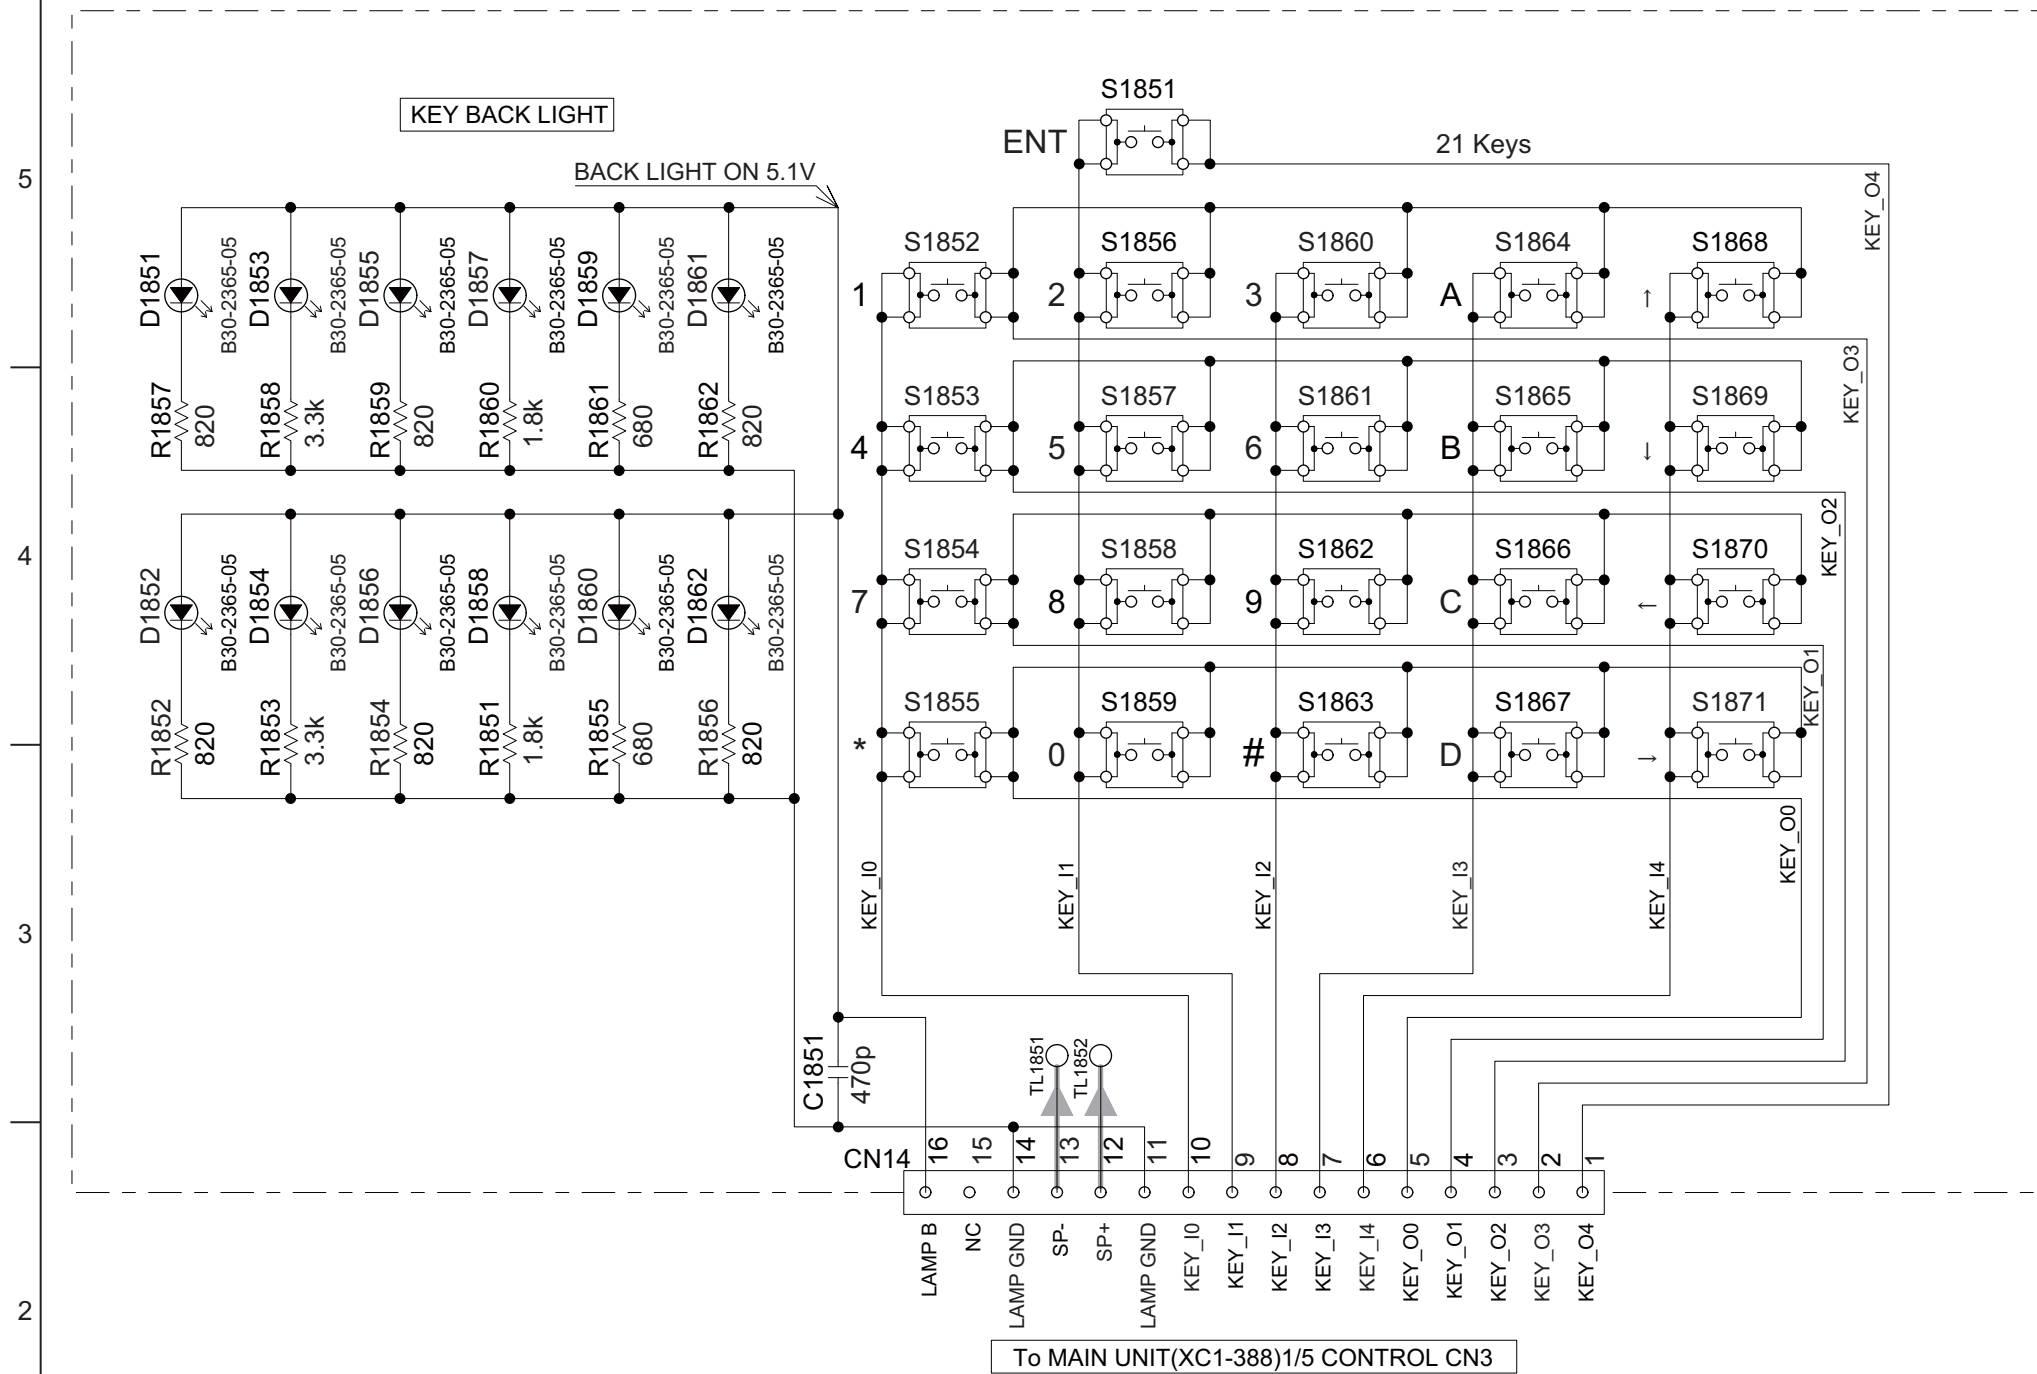 S1851
KEY BACK LIGHT
ENT
21 Keys
5
BACK LIGHT ON 5.1V
KEY_O4
S1852 S1856 S1860 S1864 S1868
D1851 B30-2365-05 D1853 B30-2365-05 D1855 B30-2365-05 D1857 B30-2365-05 D1859 B30-2365-05 D1861 B30-2365-05
1 2 3 A ↑
KEY_O3
R1857 820 R1858 3.3k R1859 820 R1860 1.8k R1861 680 R1862 820
S1853 S1857 S1861 S1865 S1869
4 5 6 B ↓
KEY_O2
4
S1854 S1858 S1862 S1866 S1870
D1852 B30-2365-05 D1854 B30-2365-05 D1856 B30-2365-05 D1858 B30-2365-05 D1860 B30-2365-05 D1862 B30-2365-05
7 8 9 C ←
KEY_O1
R1852 820 R1853 3.3k R1854 820 R1851 1.8k R1855 680 R1856 820
S1855 S1859 S1863 S1867 S1871
* 0 # D →
KEY_O0
KEY_I0 KEY_I1 KEY_I2 KEY_I3 KEY_I4
3
C1851 470p
TL1851 TL1852
CN14 16 15 14 13 12 11 10 9 8 7 6 5 4 3 2 1
LAMP B NC LAMP GND SP- SP+ LAMP GND KEY_I0 KEY_I1 KEY_I2 KEY_I3 KEY_I4 KEY_O0 KEY_O1 KEY_O2 KEY_O3 KEY_O4
2
To MAIN UNIT(XC1-388)1/5 CONTROL CN3